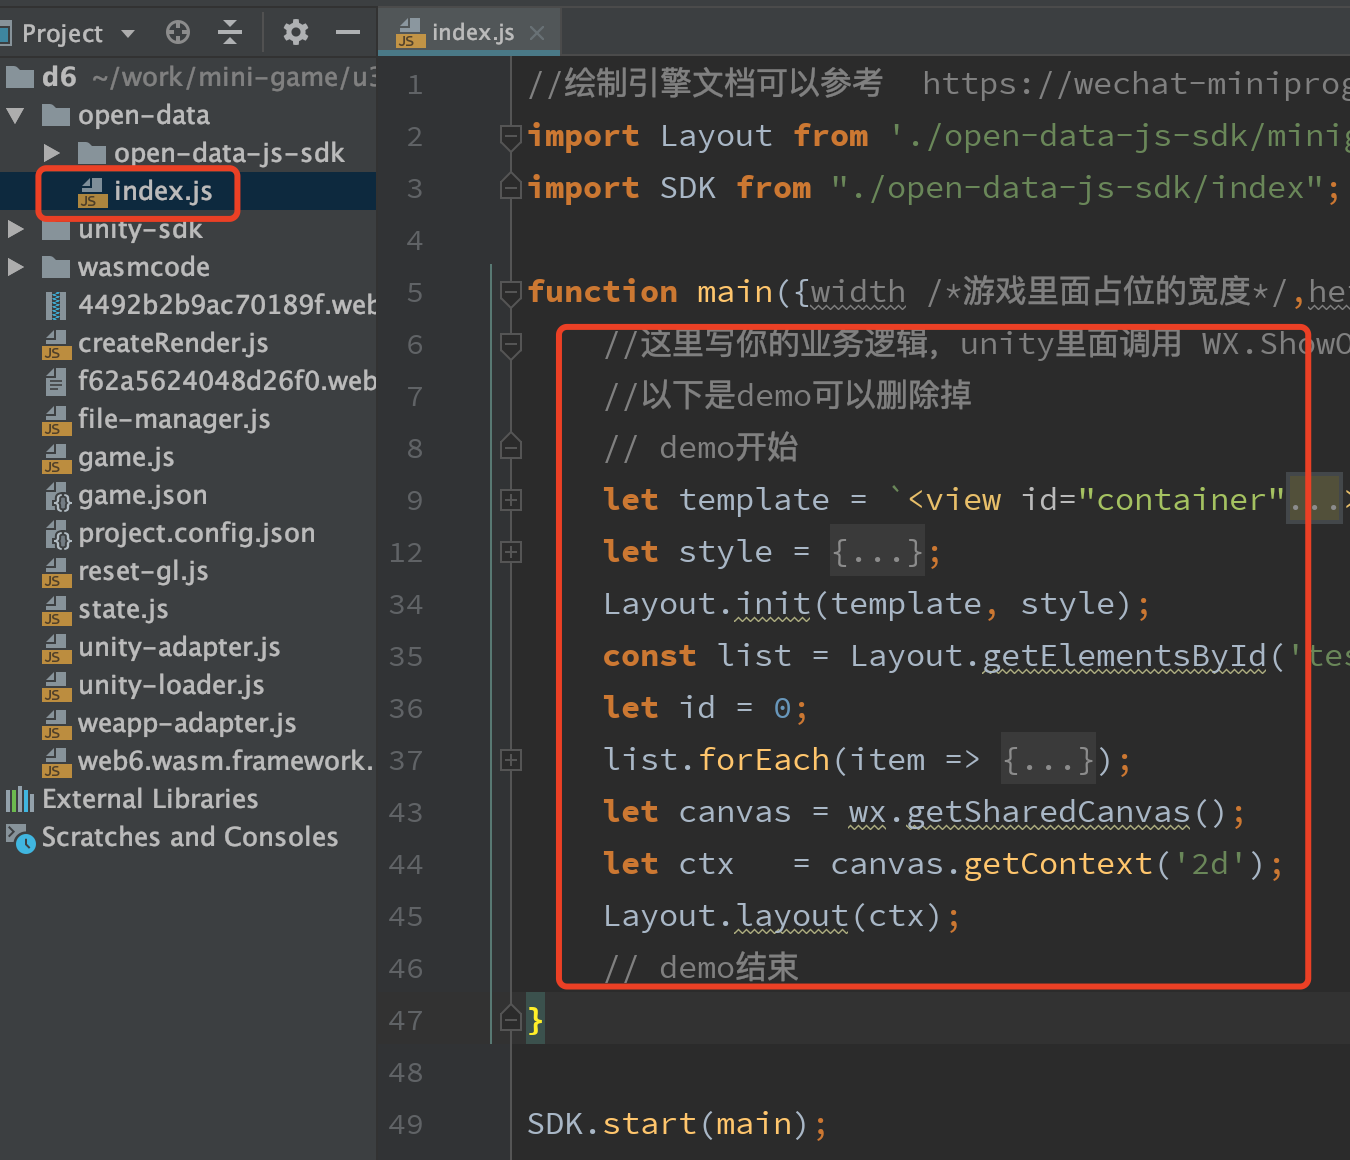 Project
index.js
d6 ~/work/mini-game/u3
open-data
open-data-js-sdk
index.js
unity-sdk
wasmcode
4492b2b9ac70189f.web
createRender.js
f62a5624048d26f0.web
file-manager.js
game.js
game.json
project.config.json
reset-gl.js
state.js
unity-adapter.js
unity-loader.js
weapp-adapter.js
web6.wasm.framework.
External Libraries
Scratches and Consoles
1 //绘制引擎文档可以参考 https://wechat-miniprog
2 import Layout from './open-data-js-sdk/minig
3 import SDK from "./open-data-js-sdk/index";
4
5 function main({width /*游戏里面占位的宽度*/,he
6 //这里写你的业务逻辑，unity里面调用 WX.ShowO
7 //以下是demo可以删除掉
8 // demo开始
9 let template = `<view id="container"...>
12 let style = {...};
34 Layout.init(template, style);
35 const list = Layout.getElementsById('tes
36 let id = 0;
37 list.forEach(item => {...});
43 let canvas = wx.getSharedCanvas();
44 let ctx = canvas.getContext('2d');
45 Layout.layout(ctx);
46 // demo结束
47 }
48
49 SDK.start(main);